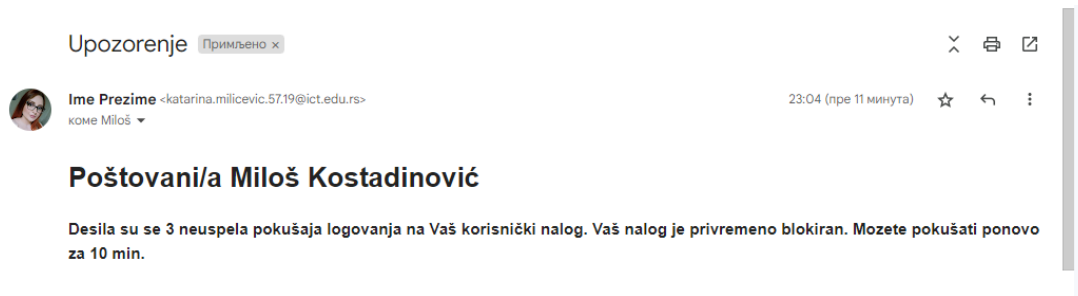 Upozorenje Примљено ×
Ime Prezime <katarina.milicevic.57.19@ict.edu.rs> 23:04 (пре 11 минута)
коме Miloš
Poštovani/a Miloš Kostadinović
Desila su se 3 neuspela pokušaja logovanja na Vaš korisnički nalog. Vaš nalog je privremeno blokiran. Mozete pokušati ponovo
za 10 min.